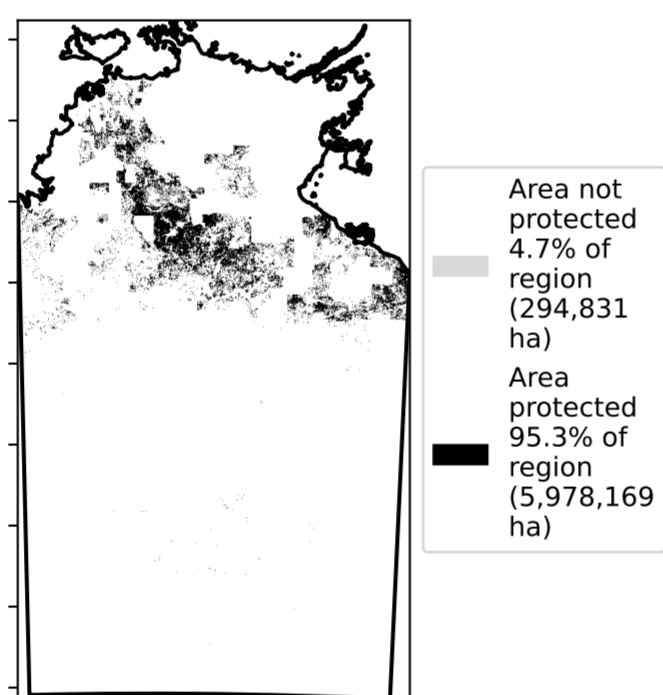 Area not
protected
4.7% of
region
(294,831
ha)
Area
protected
95.3% of
region
(5,978,169
ha)